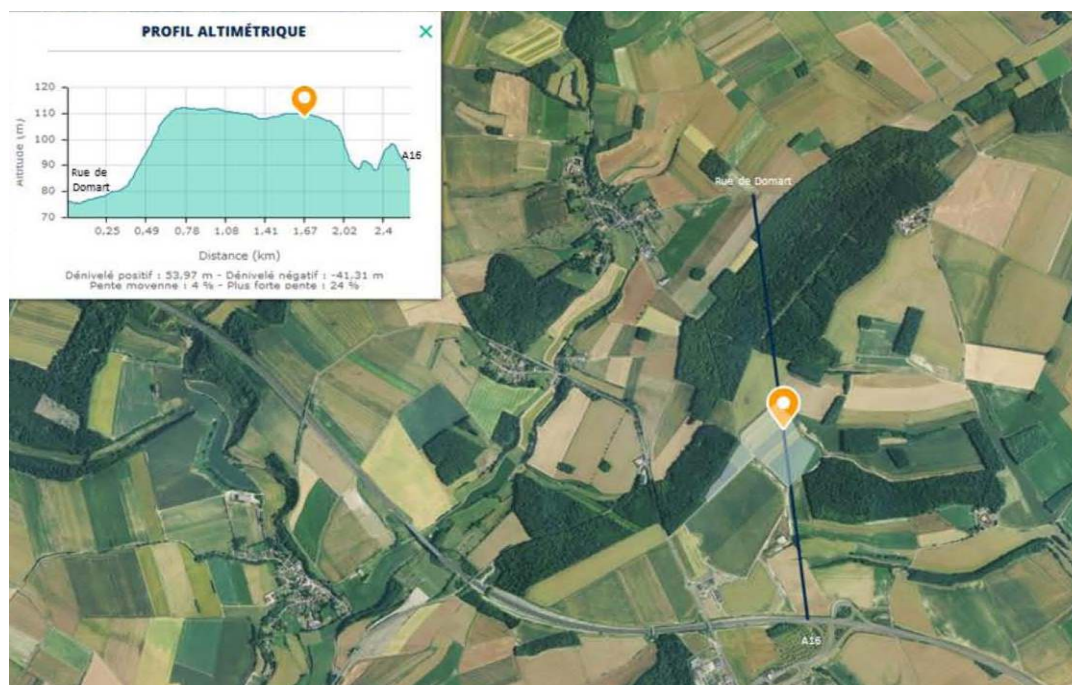 PROFIL ALTIMÉTRIQUE
120
110
100
90
80
70
Altitude (m)
Rue de
Domart
A16
0,25 0,49 0,78 1,08 1,41 1,67 2,02 2,4
Distance (km)
Dénivelé positif : 53,97 m - Dénivelé négatif : -41,31 m
Pente moyenne : 4 % - Plus forte pente : 24 %
Rue de Domart
A16